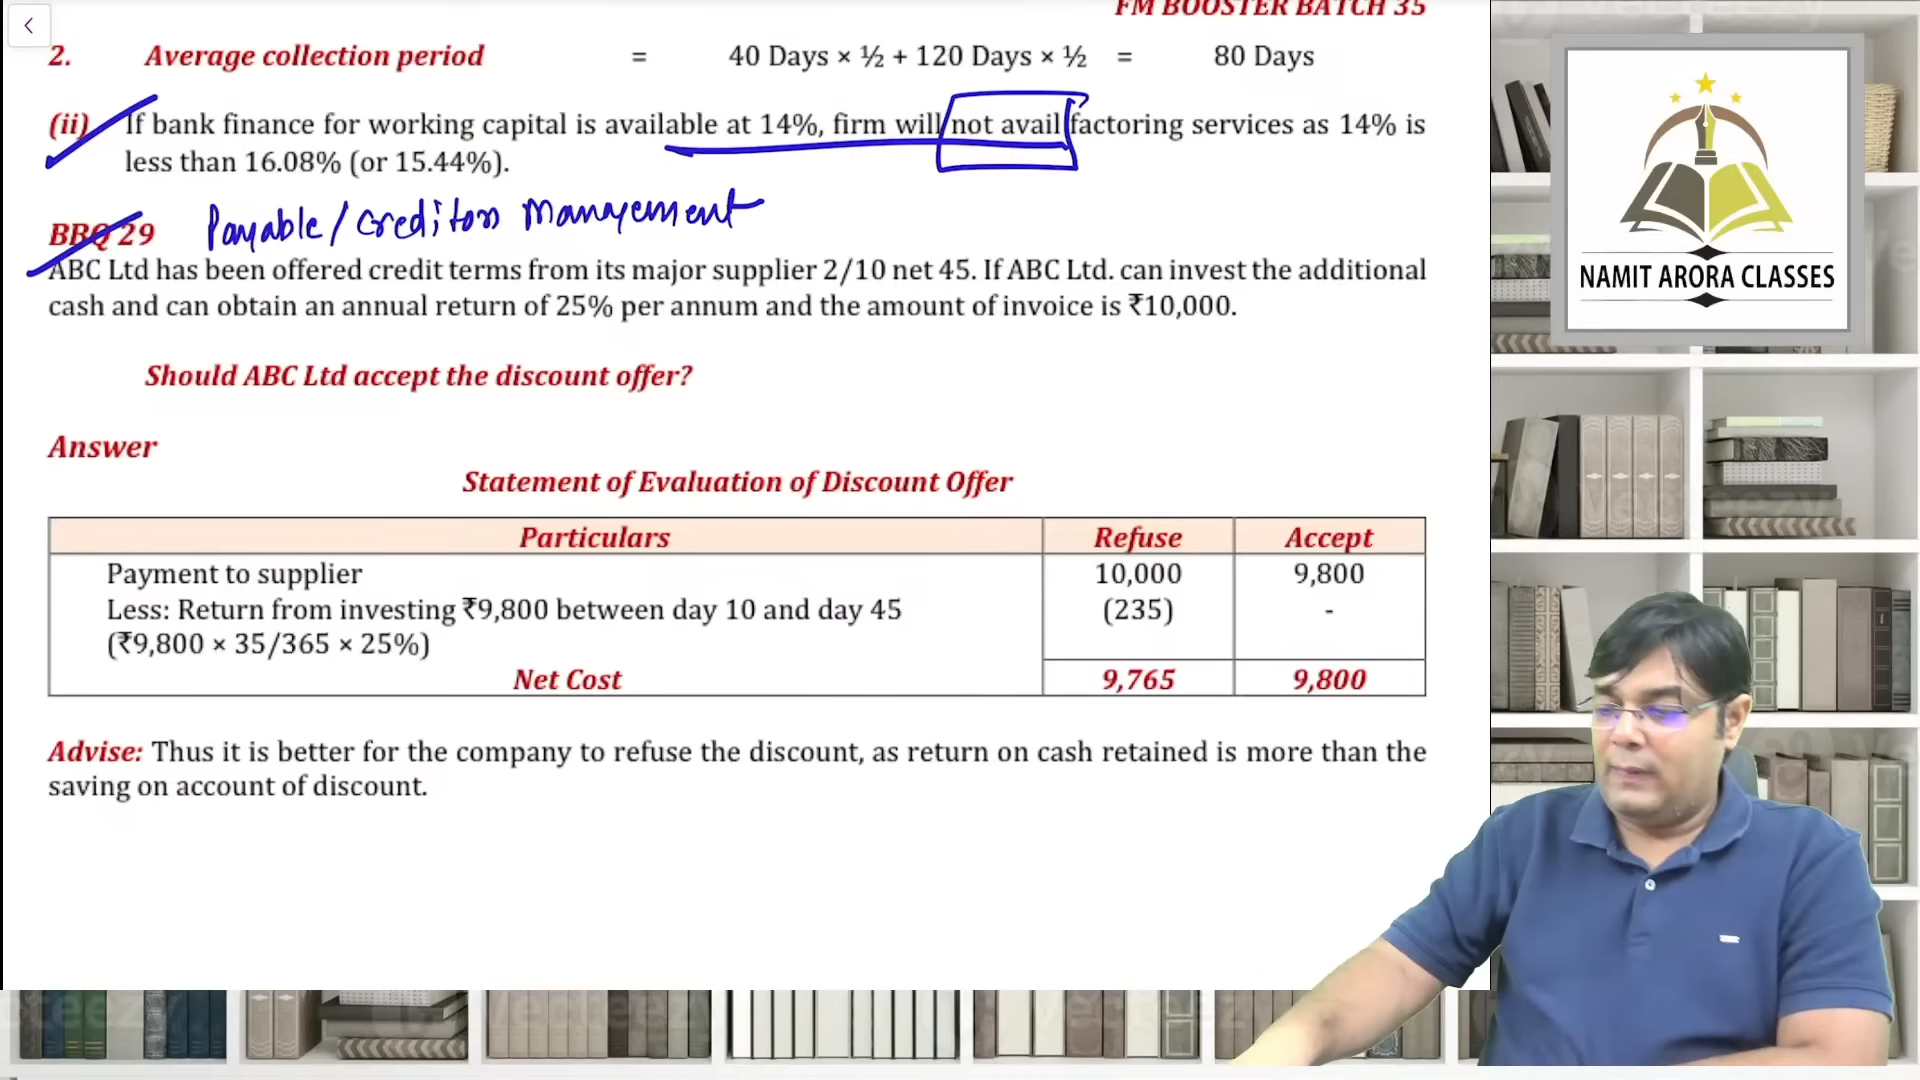 FM BOOSTER BATCH 35
2. Average collection period = 40 Days × ½ + 120 Days × ½ = 80 Days
(ii) If bank finance for working capital is available at 14%, firm will not avail factoring services as 14% is
less than 16.08% (or 15.44%).
BBQ 29 Payable/Creditors Management
ABC Ltd has been offered credit terms from its major supplier 2/10 net 45. If ABC Ltd. can invest the additional
cash and can obtain an annual return of 25% per annum and the amount of invoice is ₹10,000.
Should ABC Ltd accept the discount offer?
Answer
Statement of Evaluation of Discount Offer
Particulars Refuse Accept
Payment to supplier 10,000 9,800
Less: Return from investing ₹9,800 between day 10 and day 45 (235) -
(₹9,800 × 35/365 × 25%)
Net Cost 9,765 9,800
Advise: Thus it is better for the company to refuse the discount, as return on cash retained is more than the
saving on account of discount.
NAMIT ARORA CLASSES